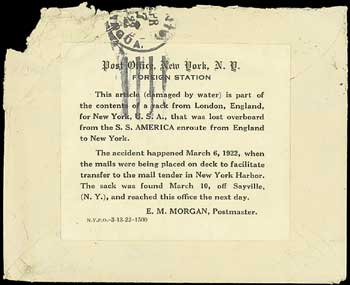 Post Office, New York, N. Y.
FOREIGN STATION
This article (damaged by water) is part of
the contents of a sack from London, England,
for New York, U. S. A., that was lost overboard
from the S. S. AMERICA enroute from England
to New York.
The accident happened March 6, 1922, when
the mails were being placed on deck to facilitate
transfer to the mail tender in New York Harbor.
The sack was found March 10, off Sayville,
(N. Y.), and reached this office the next day.
E. M. MORGAN, Postmaster.
N.Y.P.O.-3-13-22-1500